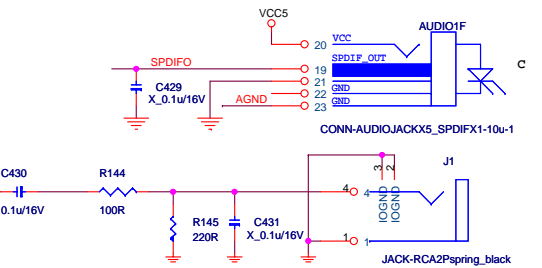 VCC5
AUDIO1F
20 VCC
SPDIFO 19 SPDIF_OUT
C
21
C429 22 GND
X_0.1u/16V
AGND 23 GND
CONN-AUDIOJACKX5_SPDIFX1-10u-1
C430 R144 3 2 J1
4 4
IOGND IOGND
0.1u/16V 100R R145 C431
220R X_0.1u/16V 1 1
JACK-RCA2Pspring_black